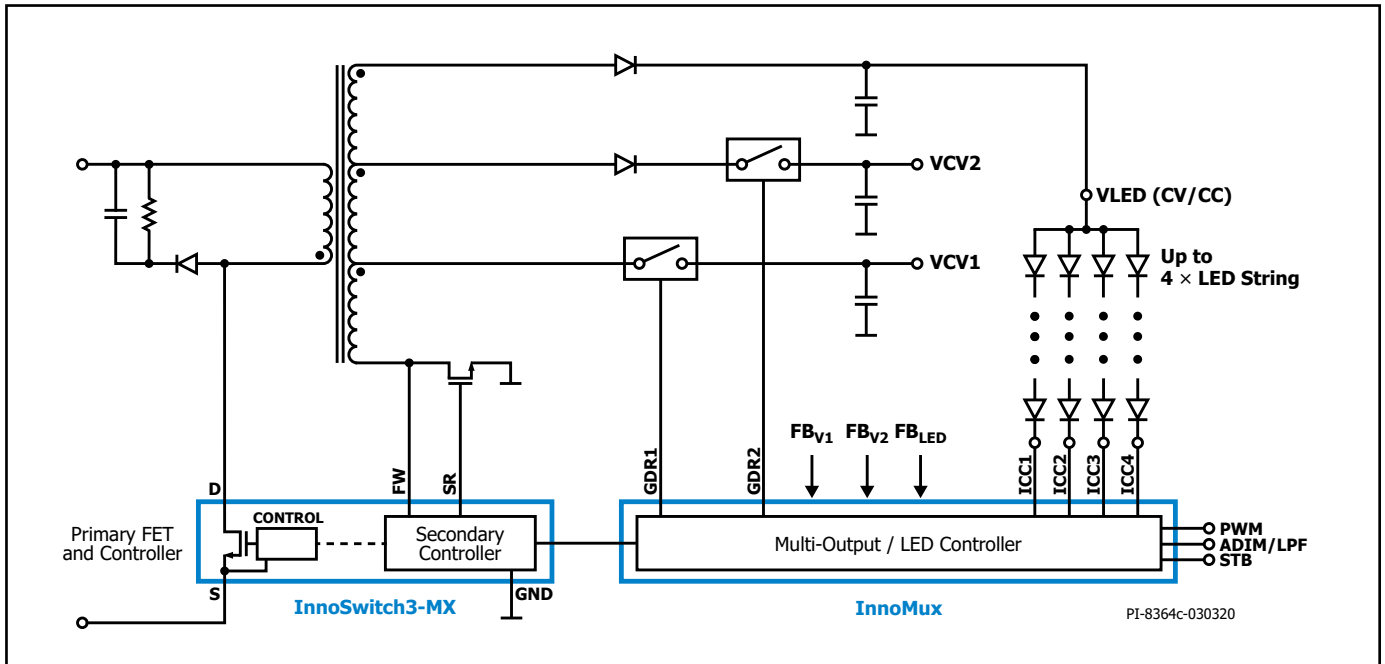 VCV2
VLED (CV/CC)
VCV1
Up to
4 × LED String
FBV1
FBV2
FBLED
D
FW
SR
GDR1
GDR2
ICC1
ICC2
ICC3
ICC4
Primary FET
and Controller
CONTROL
Secondary
Controller
Multi-Output / LED Controller
PWM
ADIM/LPF
STB
S
GND
InnoSwitch3-MX
InnoMux
PI-8364c-030320